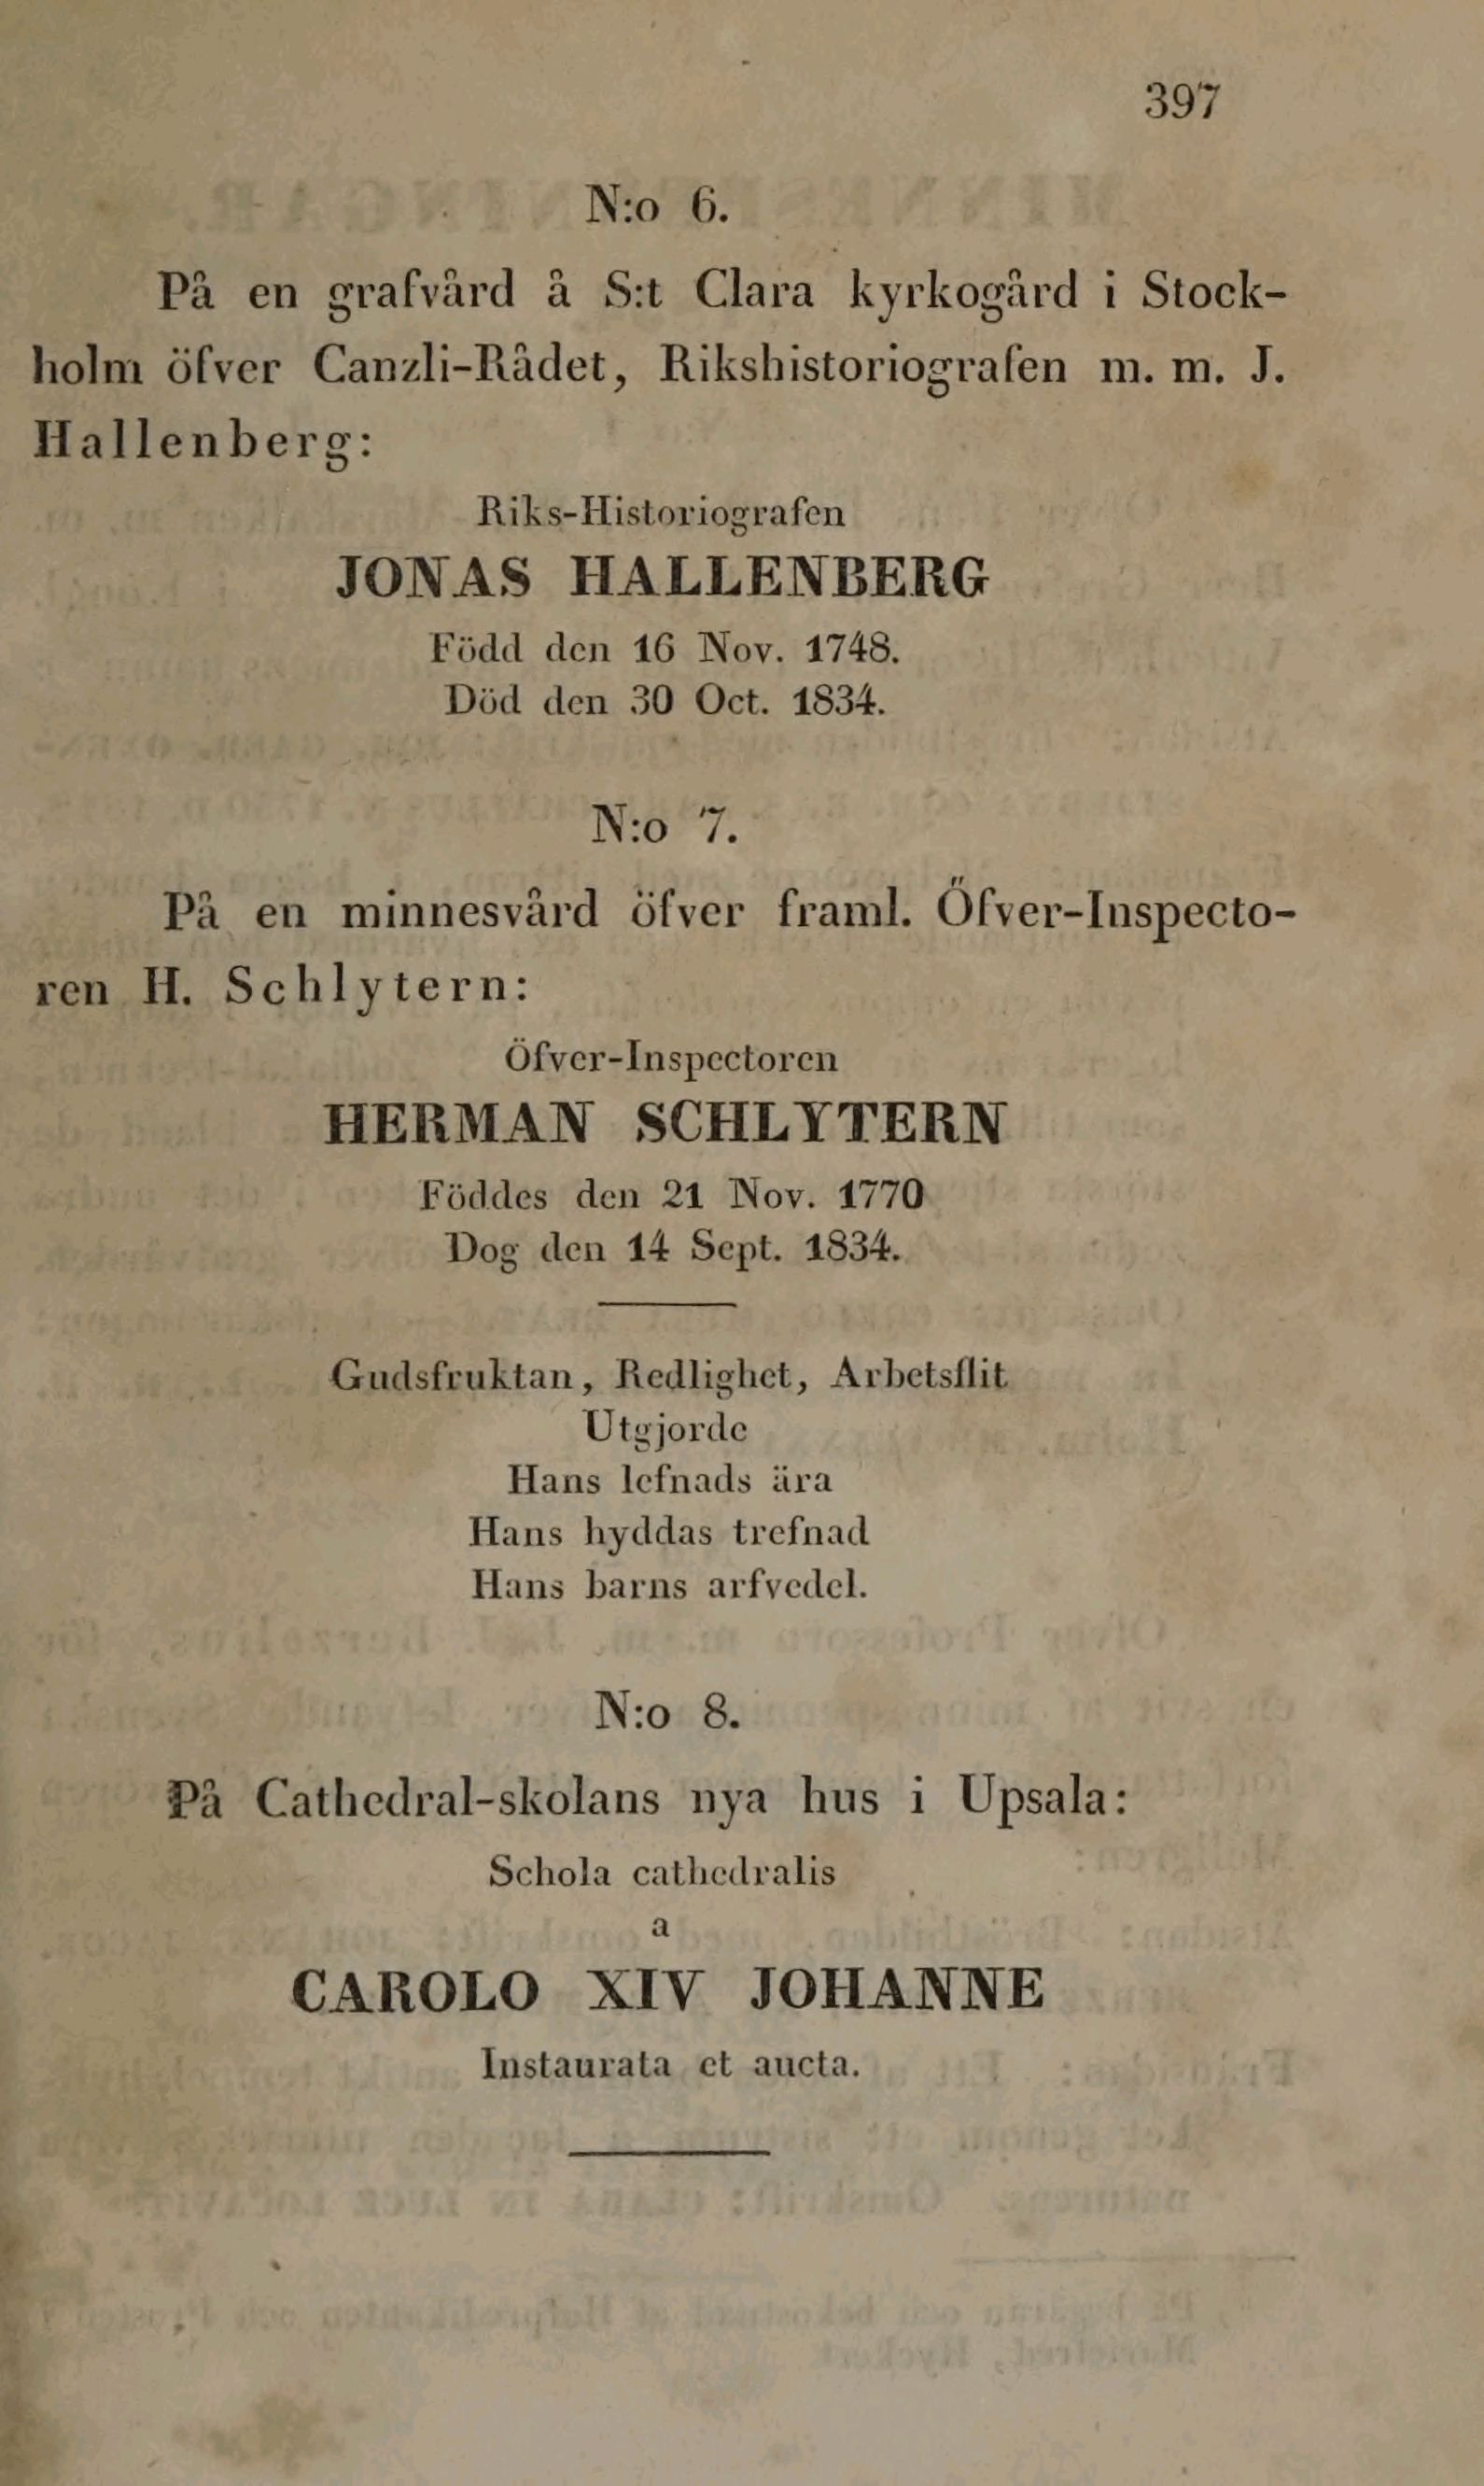 397
N:o 6.
På en grafvård å S:t Clara kyrkogård i Stock-
holm öfver Canzli-Rådet, Rikshistoriografen m. m. J.
Hallenberg:
Riks-Historiografen
JONAS HALLENBERG
Född den 16 Nov. 1748.
Död den 30 Oct. 1834.
N:o 7.
På en minnesvård öfver framl. Öfver-Inspecto-
ren H. Schlytern:
Öfver-Inspectoren
HERMAN SCHLYTERN
Föddes den 21 Nov. 1770
Dog den 14 Sept. 1834.
Gudsfruktan, Redlighet, Arbetsflit
Utgjorde
Hans lefnads ära
Hans hyddas trefnad
Hans barns arfvedel.
N:o 8.
På Cathedral-skolans nya hus i Upsala:
Schola cathedralis
a
CAROLO XIV JOHANNE
Instaurata et aucta.